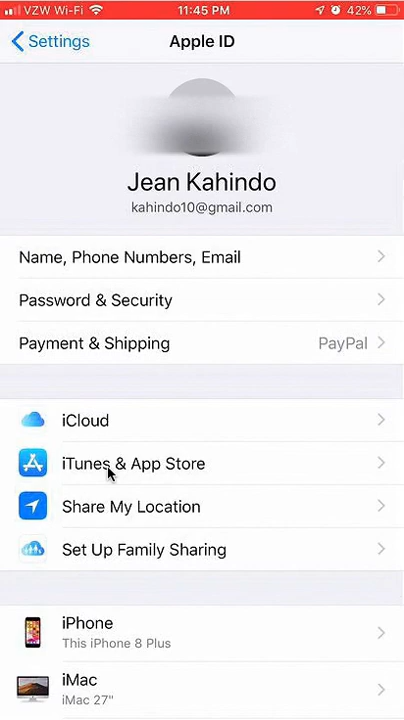 VZW Wi-Fi 11:45 PM 42%
Settings Apple ID
Jean Kahindo
kahindo10@gmail.com
Name, Phone Numbers, Email
Password & Security
Payment & Shipping PayPal
iCloud
iTunes & App Store
Share My Location
Set Up Family Sharing
iPhone
This iPhone 8 Plus
iMac
iMac 27"